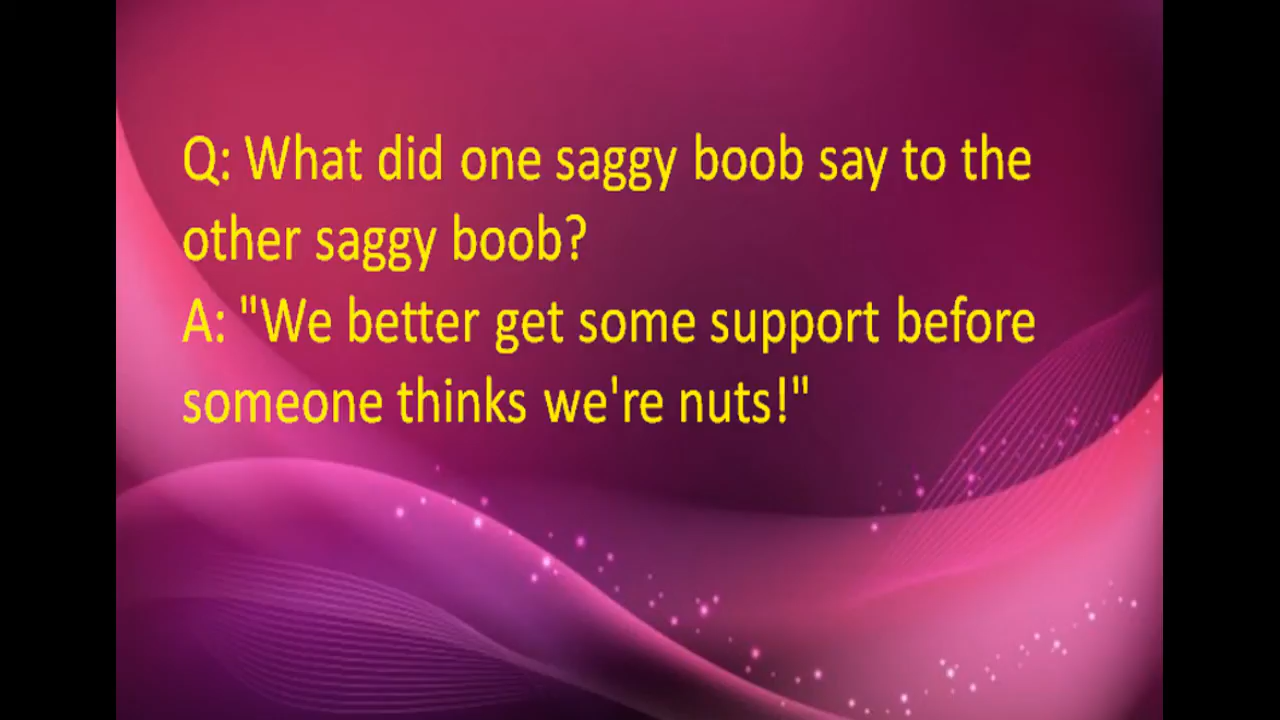 Q: What did one saggy boob say to the
other saggy boob?
A: "We better get some support before
someone thinks we're nuts!"